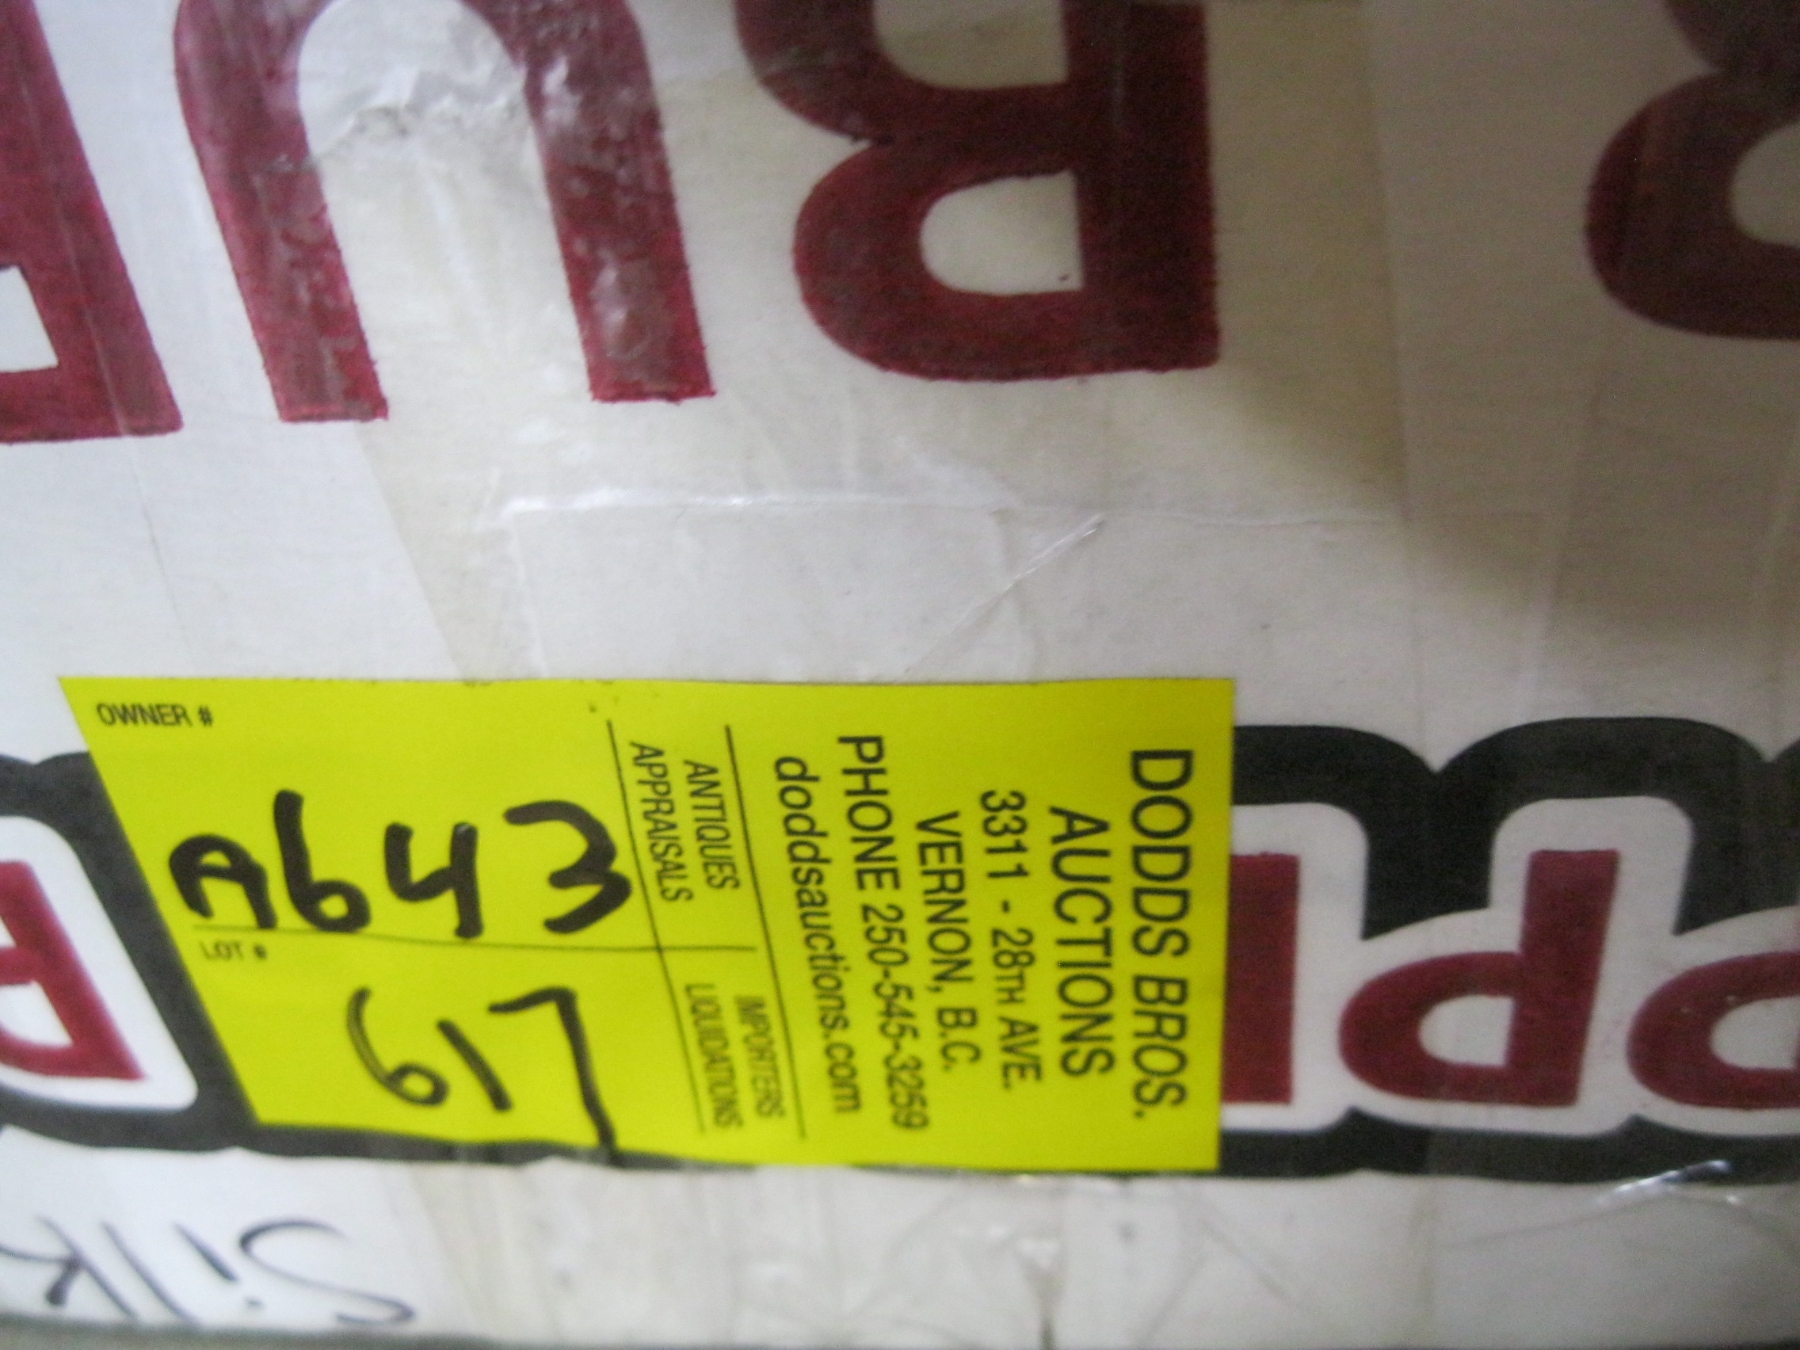 DODDS BROS.
AUCTIONS
3311 - 28TH AVE.
VERNON, B.C.
PHONE 250-545-3259
doddsauctions.com
ANTIQUES
APPRAISALS
IMPORTERS
LIQUIDATIONS
OWNER #
A643
LOT #
617
Silk